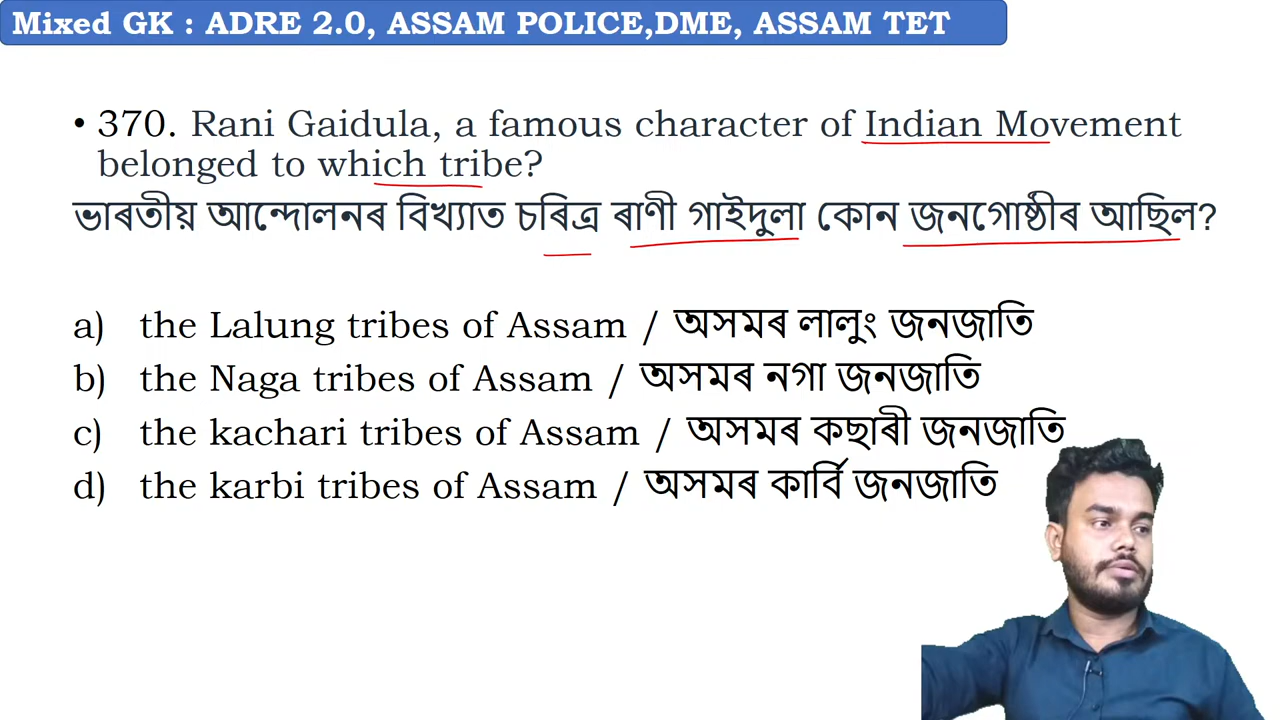 Mixed GK : ADRE 2.0, ASSAM POLICE,DME, ASSAM TET
• 370. Rani Gaidula, a famous character of Indian Movement
belonged to which tribe?
ভাৰতীয় আন্দোলনৰ বিখ্যাত চৰিত্ৰ ৰাণী গাইদুলা কোন জনগোষ্ঠীৰ আছিল?
a) the Lalung tribes of Assam / অসমৰ লালুং জনজাতি
b) the Naga tribes of Assam / অসমৰ নগা জনজাতি
c) the kachari tribes of Assam / অসমৰ কছাৰী জনজাতি
d) the karbi tribes of Assam / অসমৰ কাৰ্বি জনজাতি